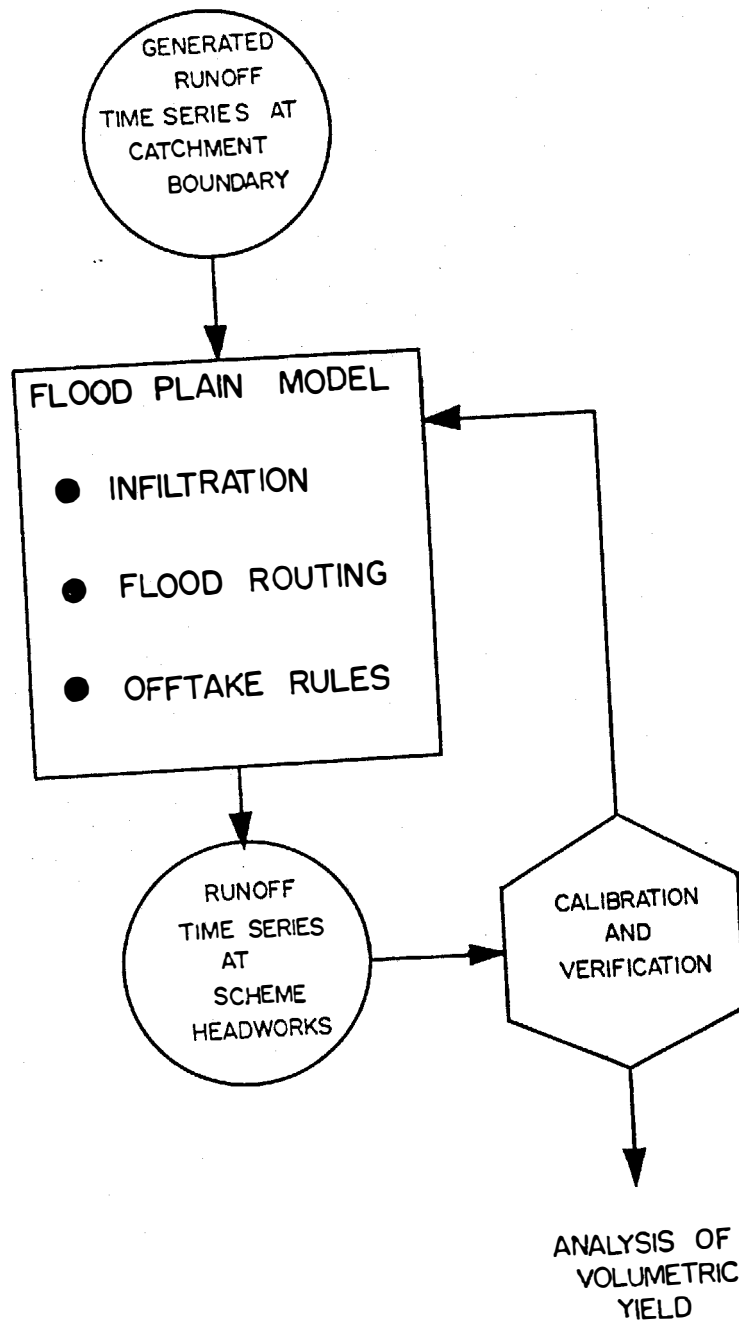 GENERATED
RUNOFF
TIME SERIES AT
CATCHMENT
BOUNDARY
FLOOD PLAIN MODEL
● INFILTRATION
● FLOOD ROUTING
● OFFTAKE RULES
RUNOFF
TIME SERIES
AT
SCHEME
HEADWORKS
CALIBRATION
AND
VERIFICATION
ANALYSIS OF
VOLUMETRIC
YIELD